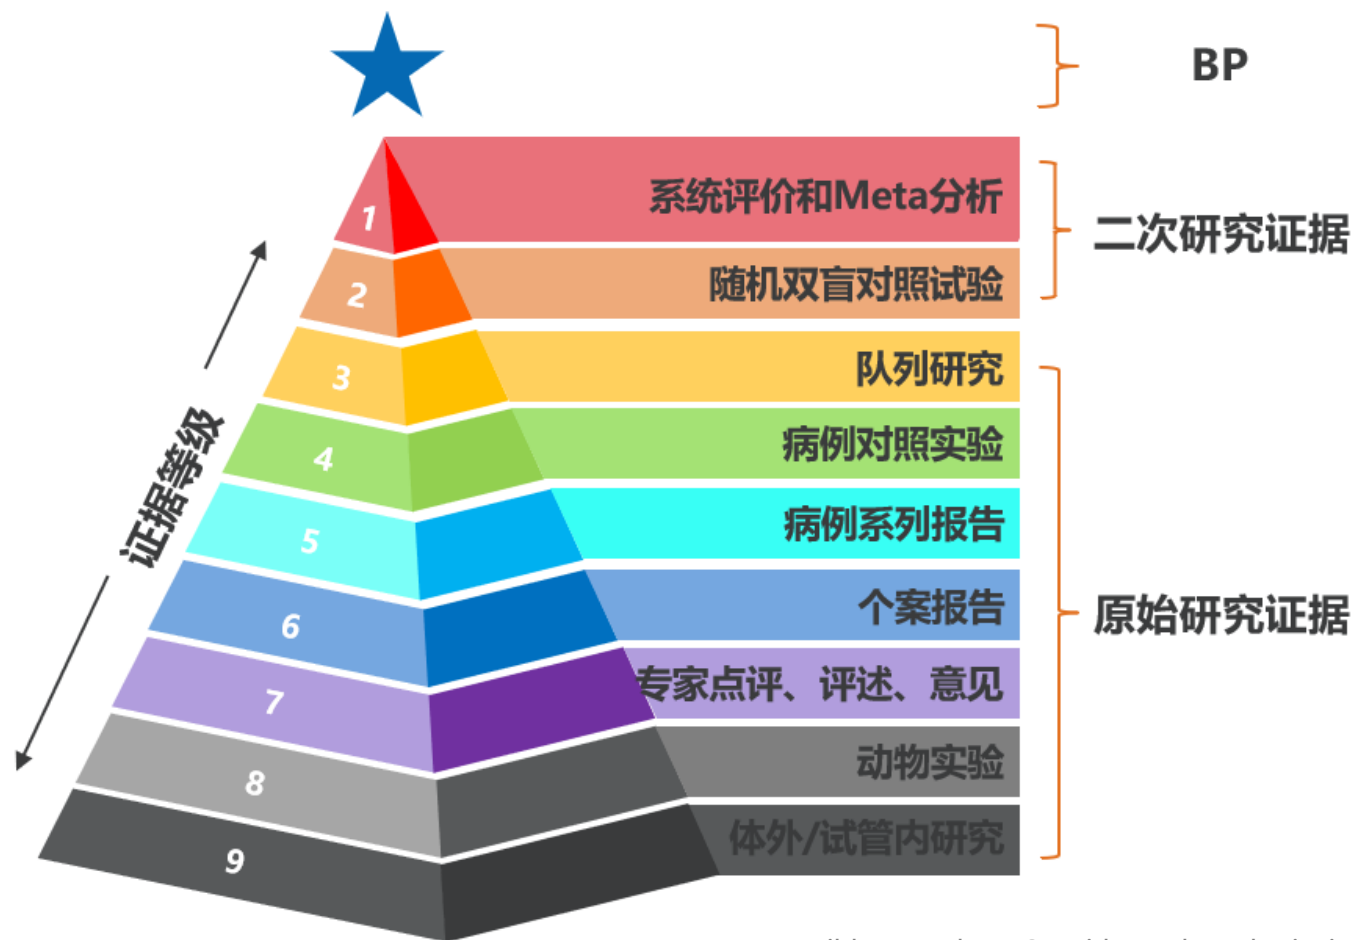 BP
1
系统评价和Meta分析
二次研究证据
2
随机双盲对照试验
3
队列研究
4
病例对照实验
证据等级
5
病例系列报告
6
个案报告
原始研究证据
7
专家点评、评述、意见
8
动物实验
9
体外/试管内研究